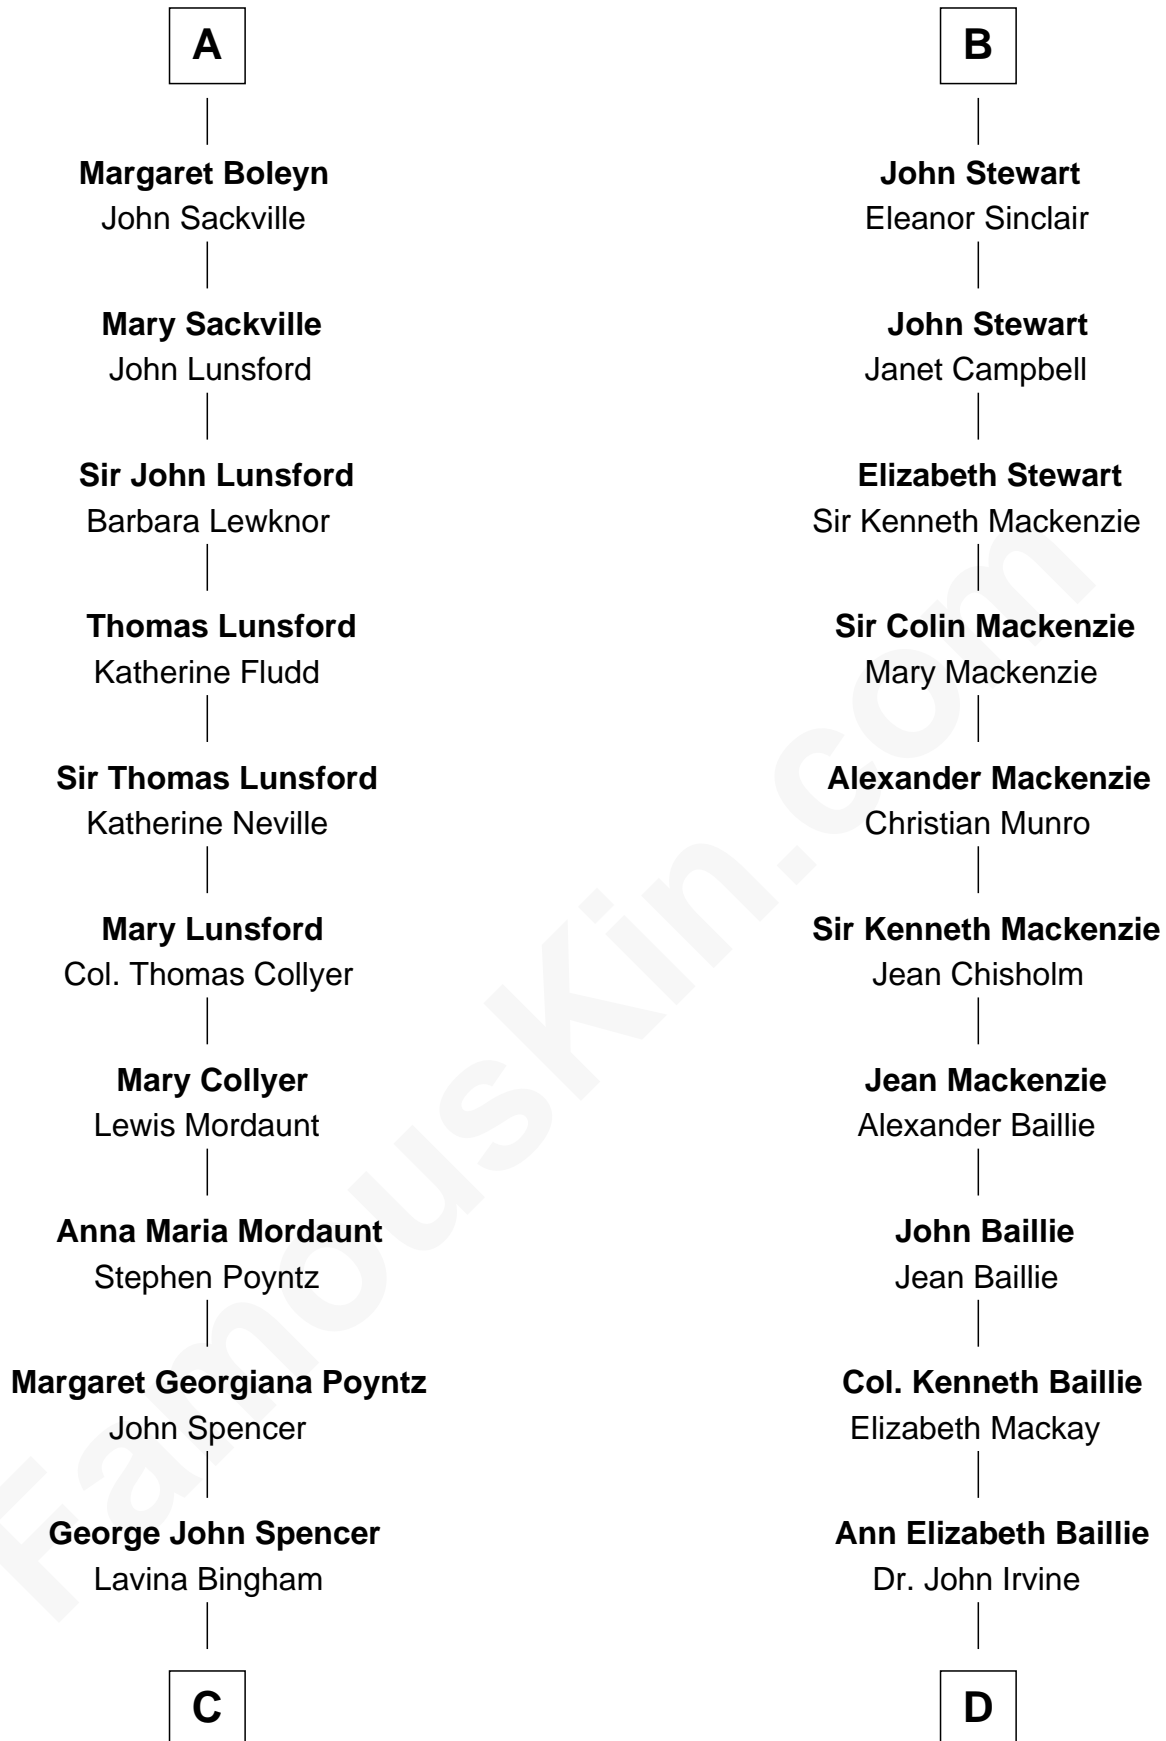 A
Margaret Boleyn
John Sackville
Mary Sackville
John Lunsford
Sir John Lunsford
Barbara Lewknor
Thomas Lunsford
Katherine Fludd
Sir Thomas Lunsford
Katherine Neville
Mary Lunsford
Col. Thomas Collyer
Mary Collyer
Lewis Mordaunt
Anna Maria Mordaunt
Stephen Poyntz
Margaret Georgiana Poyntz
John Spencer
George John Spencer
Lavina Bingham
C
B
John Stewart
Eleanor Sinclair
John Stewart
Janet Campbell
Elizabeth Stewart
Sir Kenneth Mackenzie
Sir Colin Mackenzie
Mary Mackenzie
Alexander Mackenzie
Christian Munro
Sir Kenneth Mackenzie
Jean Chisholm
Jean Mackenzie
Alexander Baillie
John Baillie
Jean Baillie
Col. Kenneth Baillie
Elizabeth Mackay
Ann Elizabeth Baillie
Dr. John Irvine
D
FamousKin.com